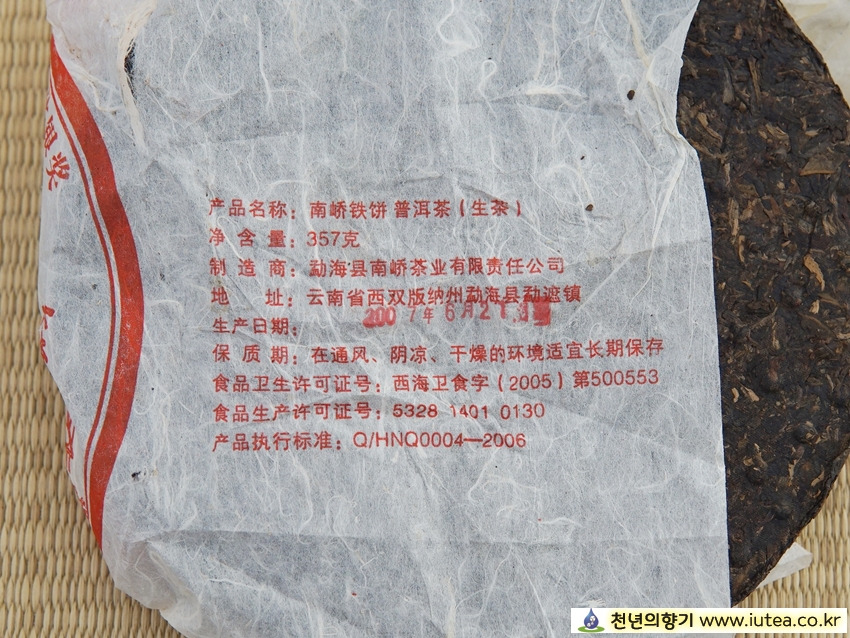 产品名称：南峤铁饼 普洱茶（生茶）
净 含 量：357克
制 造 商：勐海县南峤茶业有限责任公司
地 址：云南省西双版纳州勐海县勐遮镇
生产日期：2007年6月21日
保 质 期：在通风、阴凉、干燥的环境适宜长期保存
食品卫生许可证号：西海卫食字（2005）第500553
食品生产许可证号：5328 1401 0130
产品执行标准：Q/HNQ0004—2006
천년의향기 www.iutea.co.kr